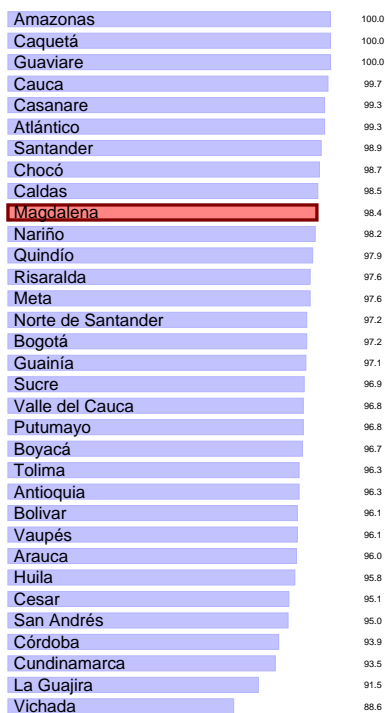 Amazonas 100.0
Caquetá 100.0
Guaviare 100.0
Cauca 99.7
Casanare 99.3
Atlántico 99.3
Santander 98.9
Chocó 98.7
Caldas 98.5
Magdalena 98.4
Nariño 98.2
Quindío 97.9
Risaralda 97.6
Meta 97.6
Norte de Santander 97.2
Bogotá 97.2
Guainía 97.1
Sucre 96.9
Valle del Cauca 96.8
Putumayo 96.8
Boyacá 96.7
Tolima 96.3
Antioquia 96.3
Bolivar 96.1
Vaupés 96.1
Arauca 96.0
Huila 95.8
Cesar 95.1
San Andrés 95.0
Córdoba 93.9
Cundinamarca 93.5
La Guajira 91.5
Vichada 88.6